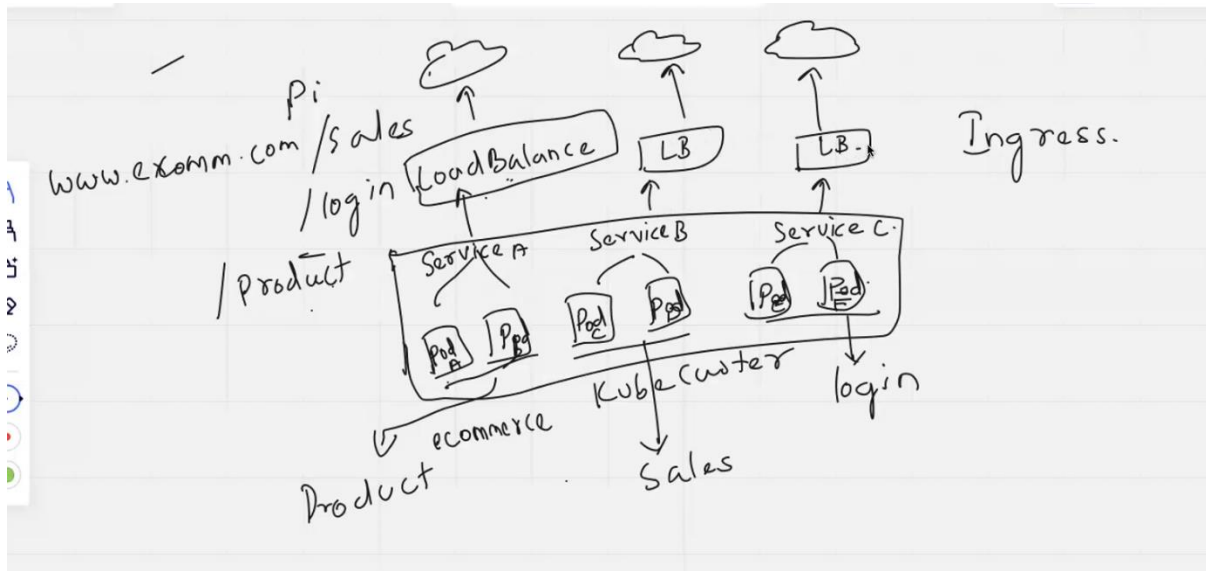 Pi
www.exomm.com /sales
/login
/product
LoadBalance
LB
LB
Ingress.
Service A
Service B
Service C.
Pod A
Pod B
Pod C
Pod D
Pod E
Pod F
KubeCuoter
ecommerce
Product
Sales
login